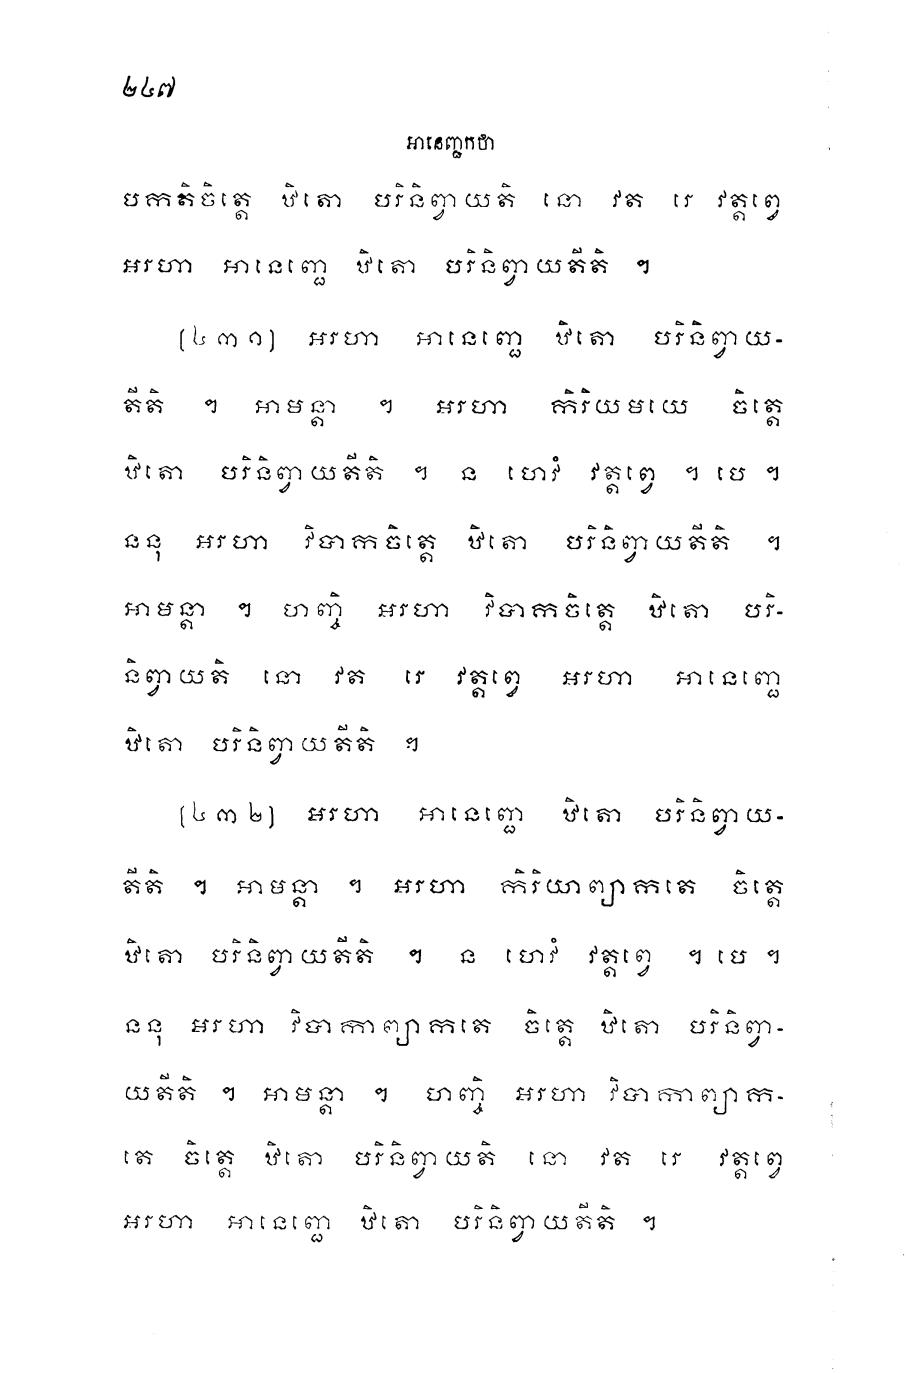 ២៤៧
អានេញ្ជកថា
បកតិចិត្តេ ឋិតោ បរិនិព្វាយតិ នោ វត រេ វត្តព្វេ
អរហា អានេញ្ជេ ឋិតោ បរិនិព្វាយតីតិ ។
[៤៣១] អរហា អានេញ្ជេ ឋិតោ បរិនិព្វាយ-
តីតិ ។ អាមន្តា ។ អរហា កិរិយមយេ ចិត្តេ
ឋិតោ បរិនិព្វាយតីតិ ។ ន ហេវំ វត្តព្វេ ។ បេ ។
ននុ អរហា វិបាកចិត្តេ ឋិតោ បរិនិព្វាយតីតិ ។
អាមន្តា ។ ហញ្ចិ អរហា វិបាកចិត្តេ ឋិតោ បរិ-
និព្វាយតិ នោ វត រេ វត្តព្វេ អរហា អានេញ្ជេ
ឋិតោ បរិនិព្វាយតីតិ ។
[៤៣២] អរហា អានេញ្ជេ ឋិតោ បរិនិព្វាយ-
តីតិ ។ អាមន្តា ។ អរហា កិរិយាព្យាកតេ ចិត្តេ
ឋិតោ បរិនិព្វាយតីតិ ។ ន ហេវំ វត្តព្វេ ។ បេ ។
ននុ អរហា វិបាកាព្យាកតេ ចិត្តេ ឋិតោ បរិនិព្វា-
យតីតិ ។ អាមន្តា ។ ហញ្ចិ អរហា វិបាកាព្យាក-
តេ ចិត្តេ ឋិតោ បរិនិព្វាយតិ នោ វត រេ វត្តព្វេ
អរហា អានេញ្ជេ ឋិតោ បរិនិព្វាយតីតិ ។